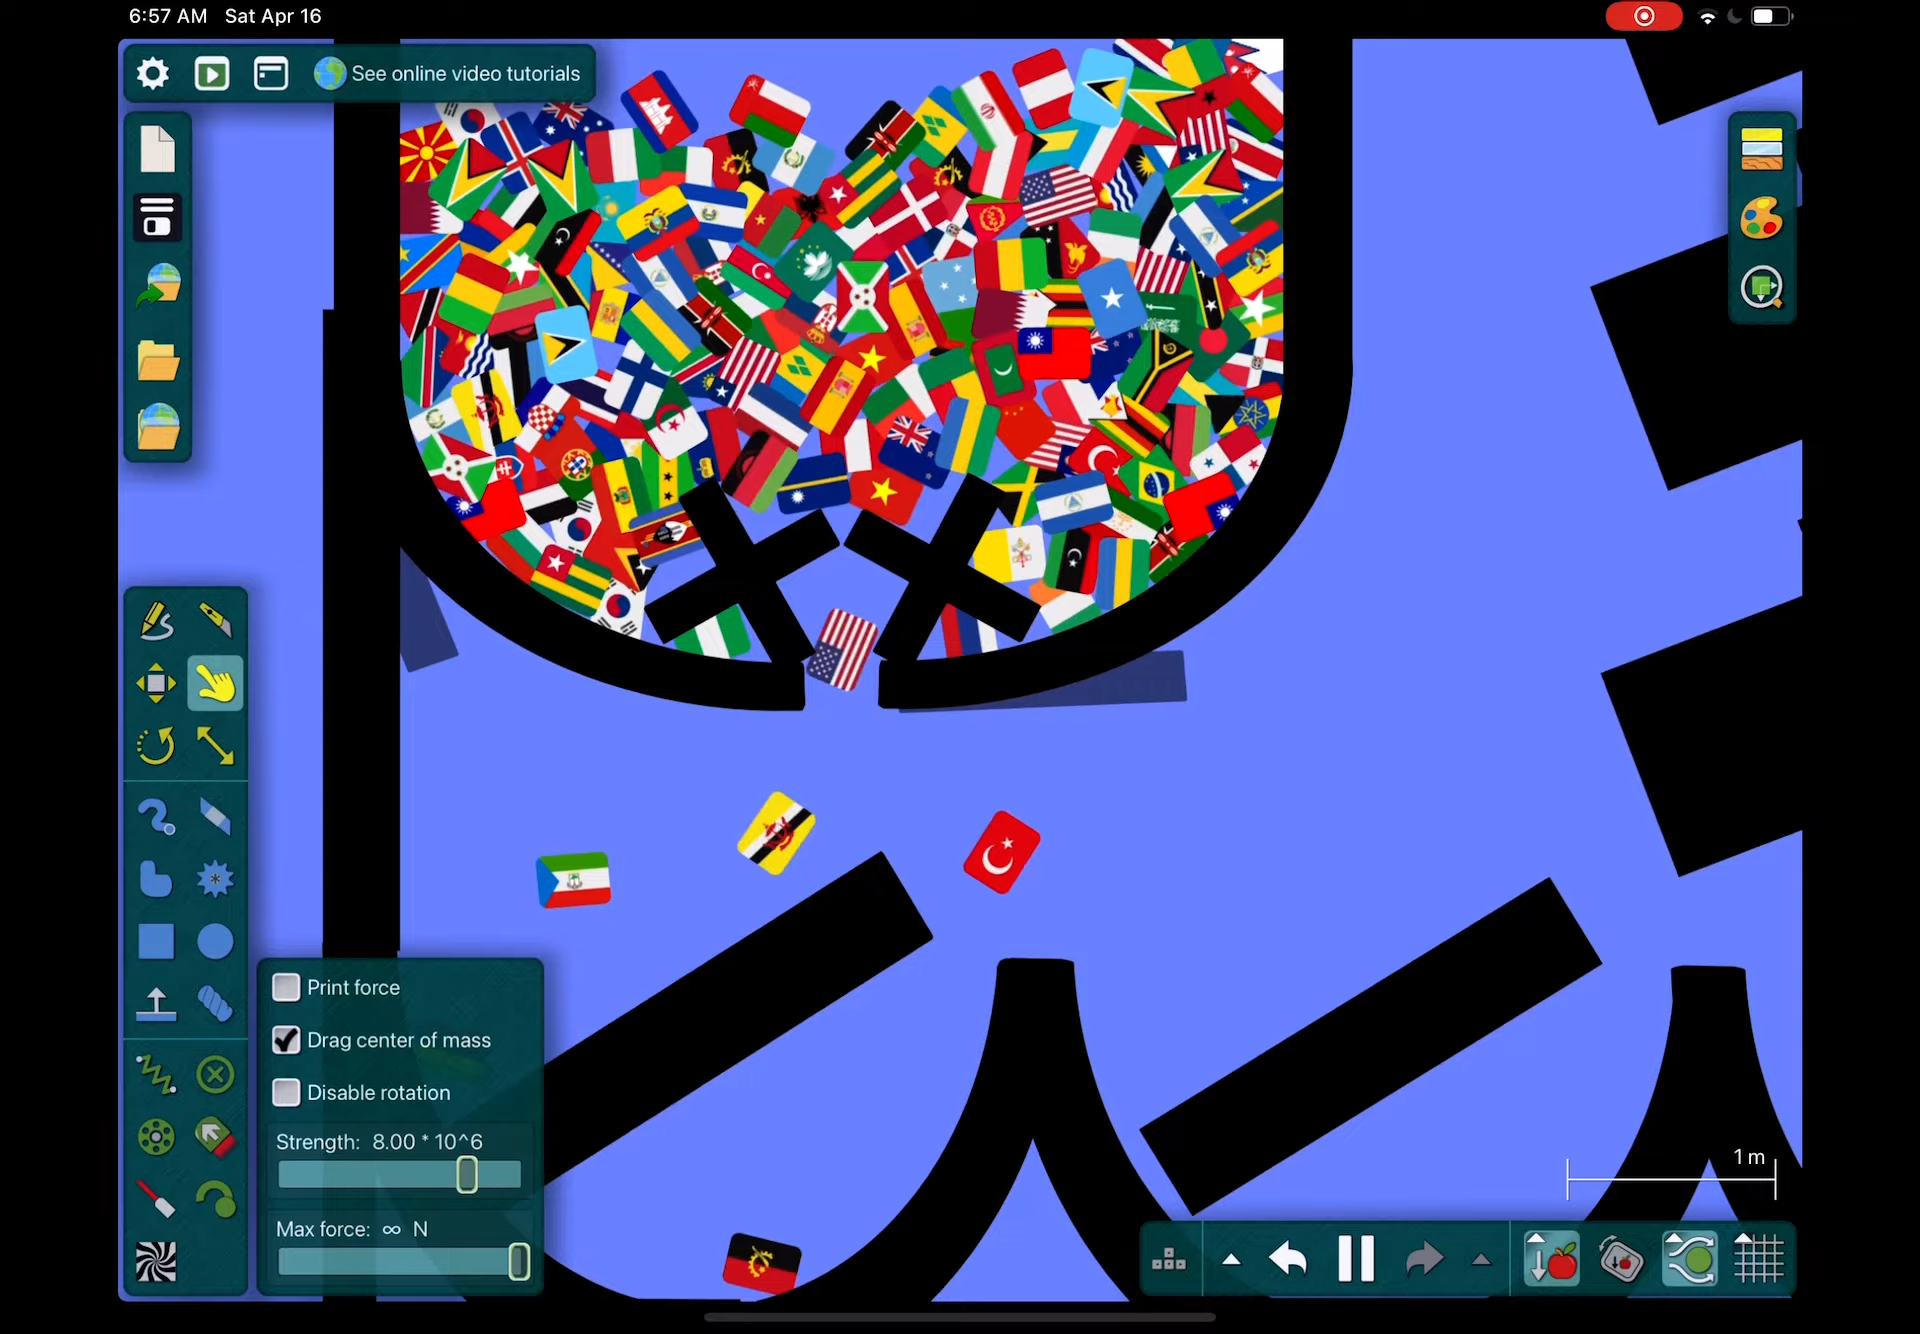 6:57 AM Sat Apr 16
See online video tutorials
Print force
Drag center of mass
Disable rotation
Strength: 8.00 * 10^6
Max force: ∞ N
1 m